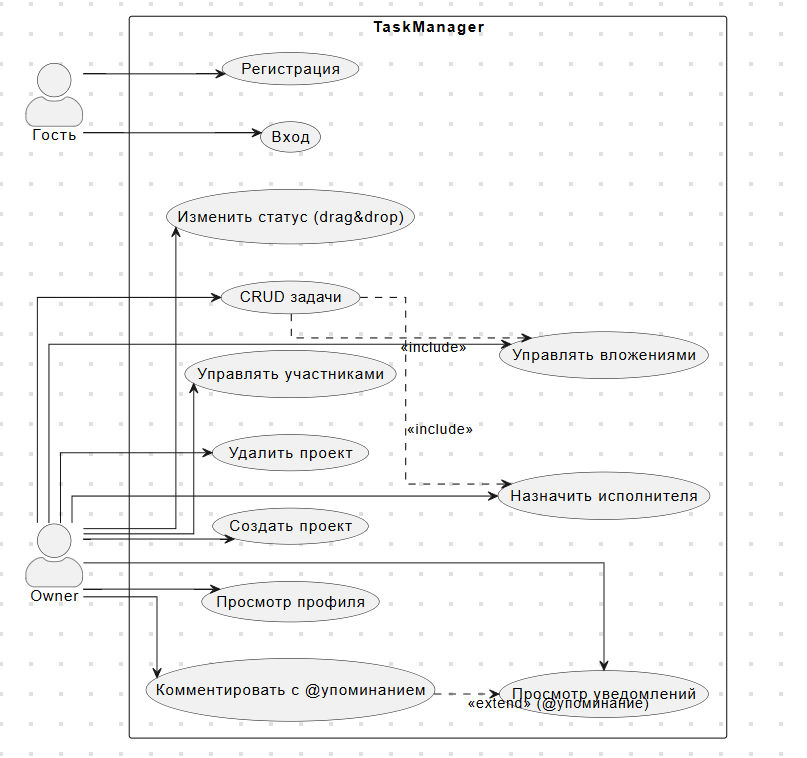 TaskManager
Регистрация
Гость
Вход
Изменить статус (drag&drop)
CRUD задачи
«include»
Управлять вложениями
Управлять участниками
«include»
Удалить проект
Назначить исполнителя
Создать проект
Owner
Просмотр профиля
Комментировать с @упоминанием
Просмотр уведомлений
«extend» (@упоминание)